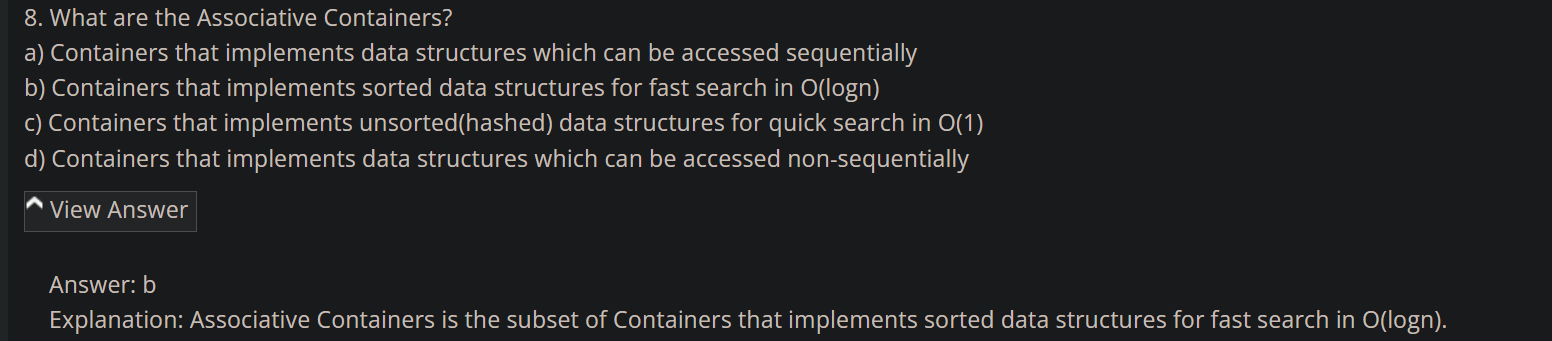 8. What are the Associative Containers?
a) Containers that implements data structures which can be accessed sequentially
b) Containers that implements sorted data structures for fast search in O(logn)
c) Containers that implements unsorted(hashed) data structures for quick search in O(1)
d) Containers that implements data structures which can be accessed non-sequentially
View Answer
Answer: b
Explanation: Associative Containers is the subset of Containers that implements sorted data structures for fast search in O(logn).